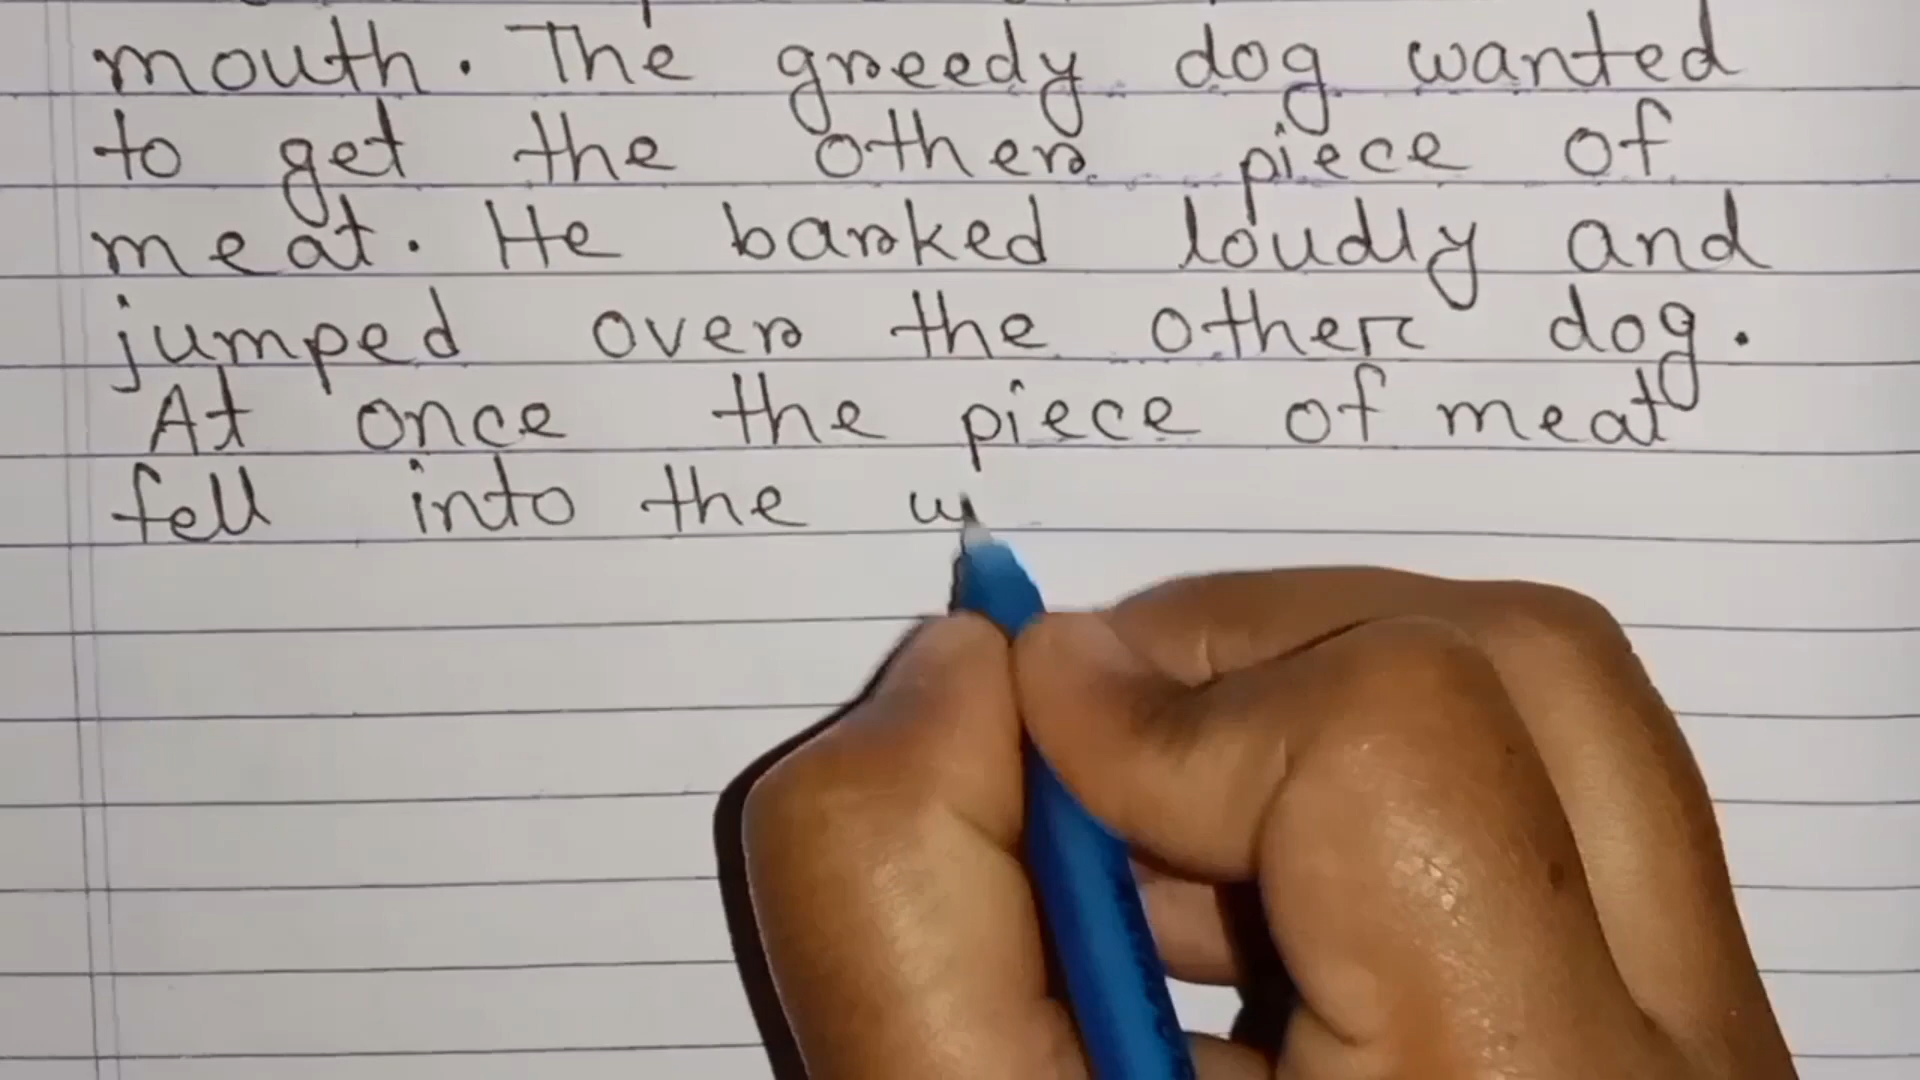 mouth. The greedy dog wanted
to get the other piece of
meat. He barked loudly and
jumped over the other dog.
At once the piece of meat
fell into the w